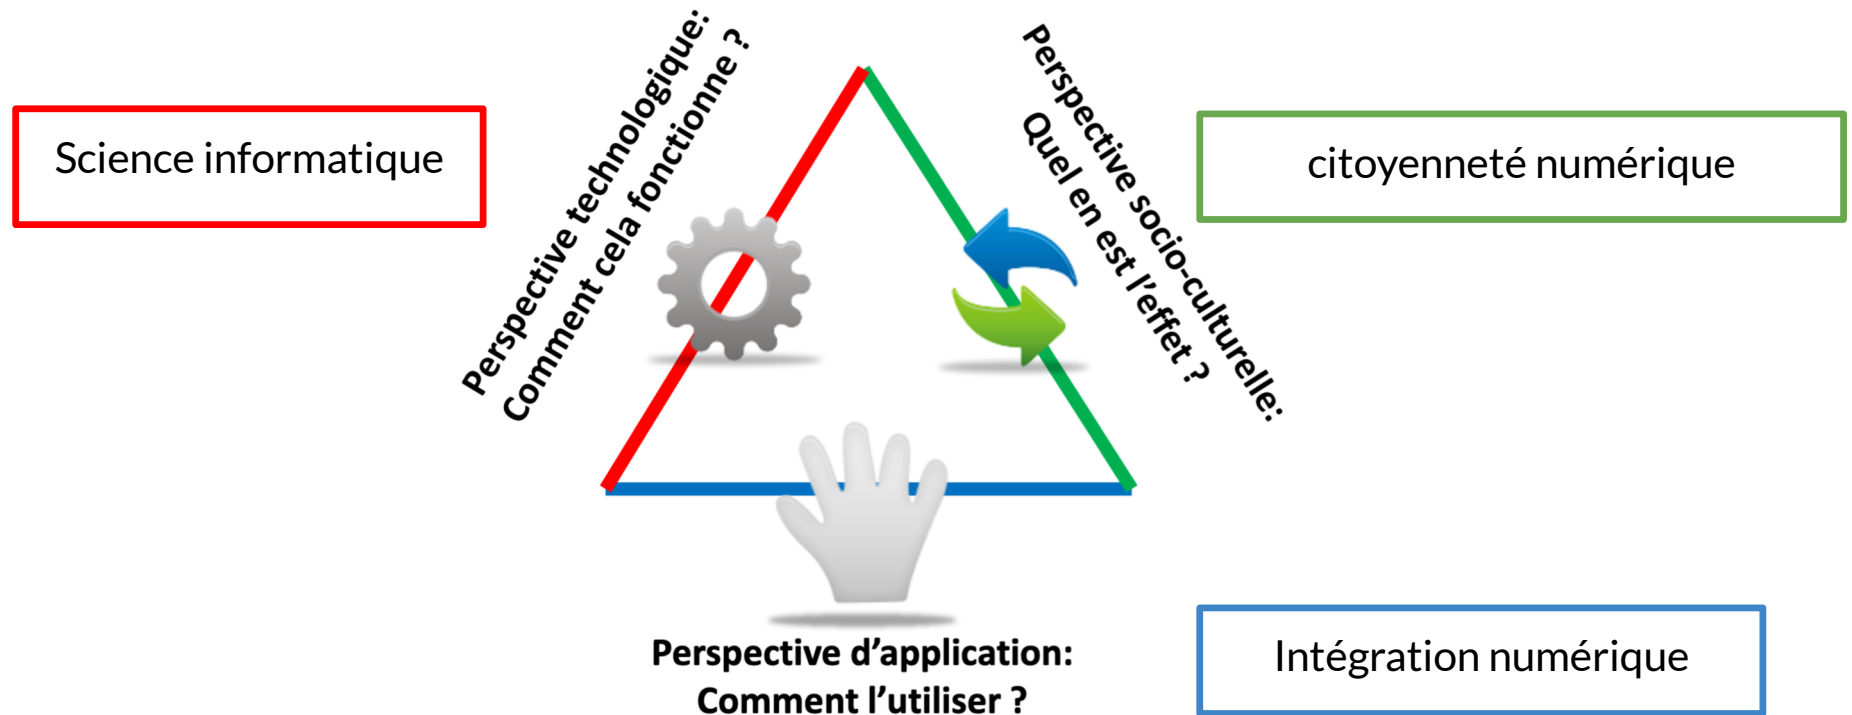 Perspective technologique:
Comment cela fonctionne ?
Perspective socio-culturelle:
Quel en est l'effet ?
Science informatique
citoyenneté numérique
Perspective d'application:
Comment l'utiliser ?
Intégration numérique